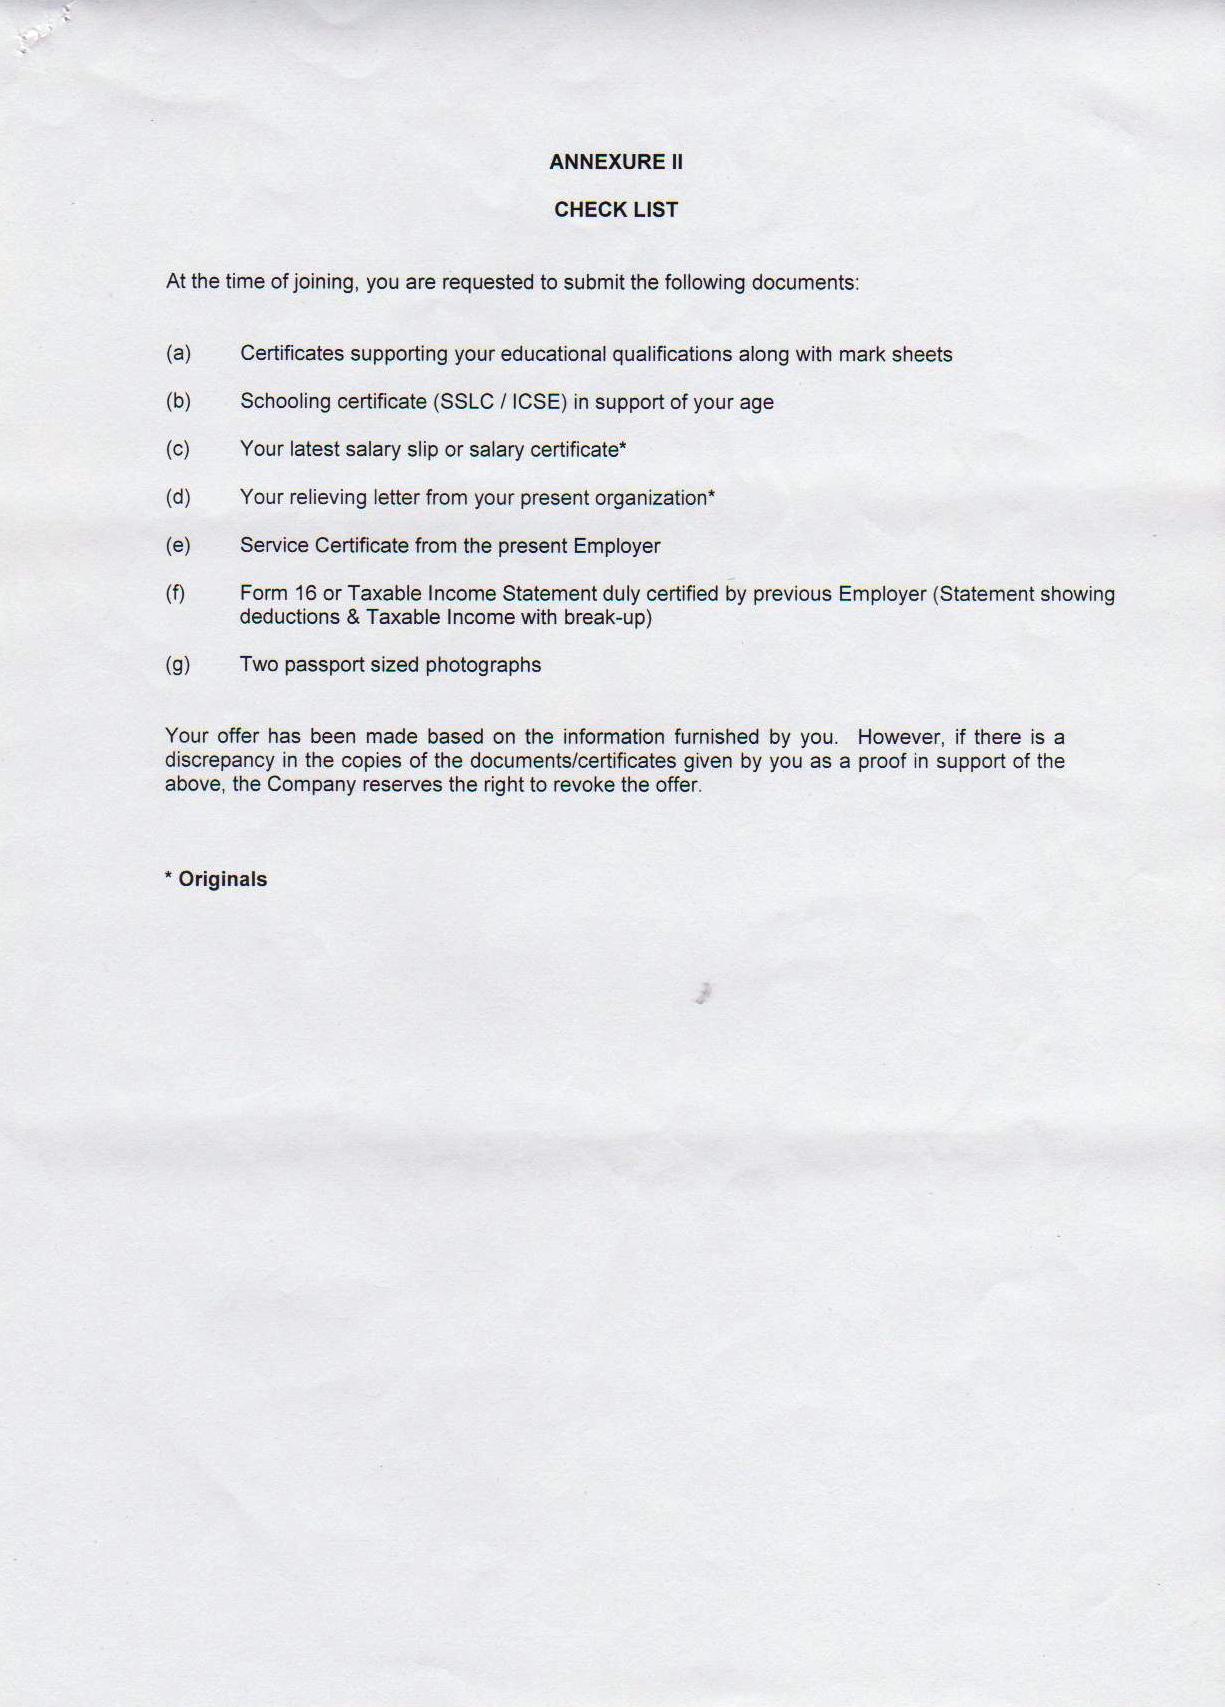 ANNEXURE II
CHECK LIST
At the time of joining, you are requested to submit the following documents:
(a) Certificates supporting your educational qualifications along with mark sheets
(b) Schooling certificate (SSLC / ICSE) in support of your age
(c) Your latest salary slip or salary certificate*
(d) Your relieving letter from your present organization*
(e) Service Certificate from the present Employer
(f) Form 16 or Taxable Income Statement duly certified by previous Employer (Statement showing
deductions & Taxable Income with break-up)
(g) Two passport sized photographs
Your offer has been made based on the information furnished by you. However, if there is a
discrepancy in the copies of the documents/certificates given by you as a proof in support of the
above, the Company reserves the right to revoke the offer.
* Originals